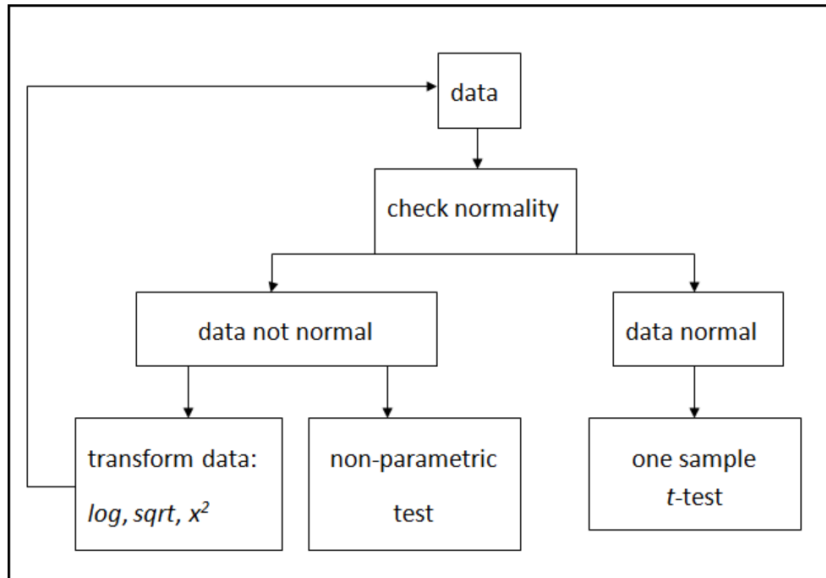 data
check normality
data not normal
data normal
transform data:
log, sqrt, x²
non-parametric
test
one sample
t-test